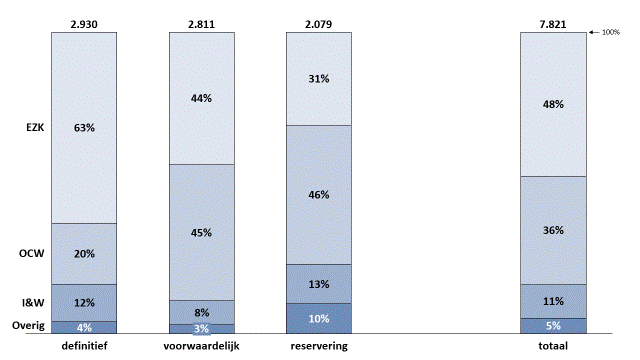 2.930 2.811 2.079 7.821
100%
31%
44%
48%
EZK 63%
46%
45%
36%
OCW 20%
13%
I&W 12% 8% 11%
10%
Overig 4% 3% 5%
definitief voorwaardelijk reservering totaal